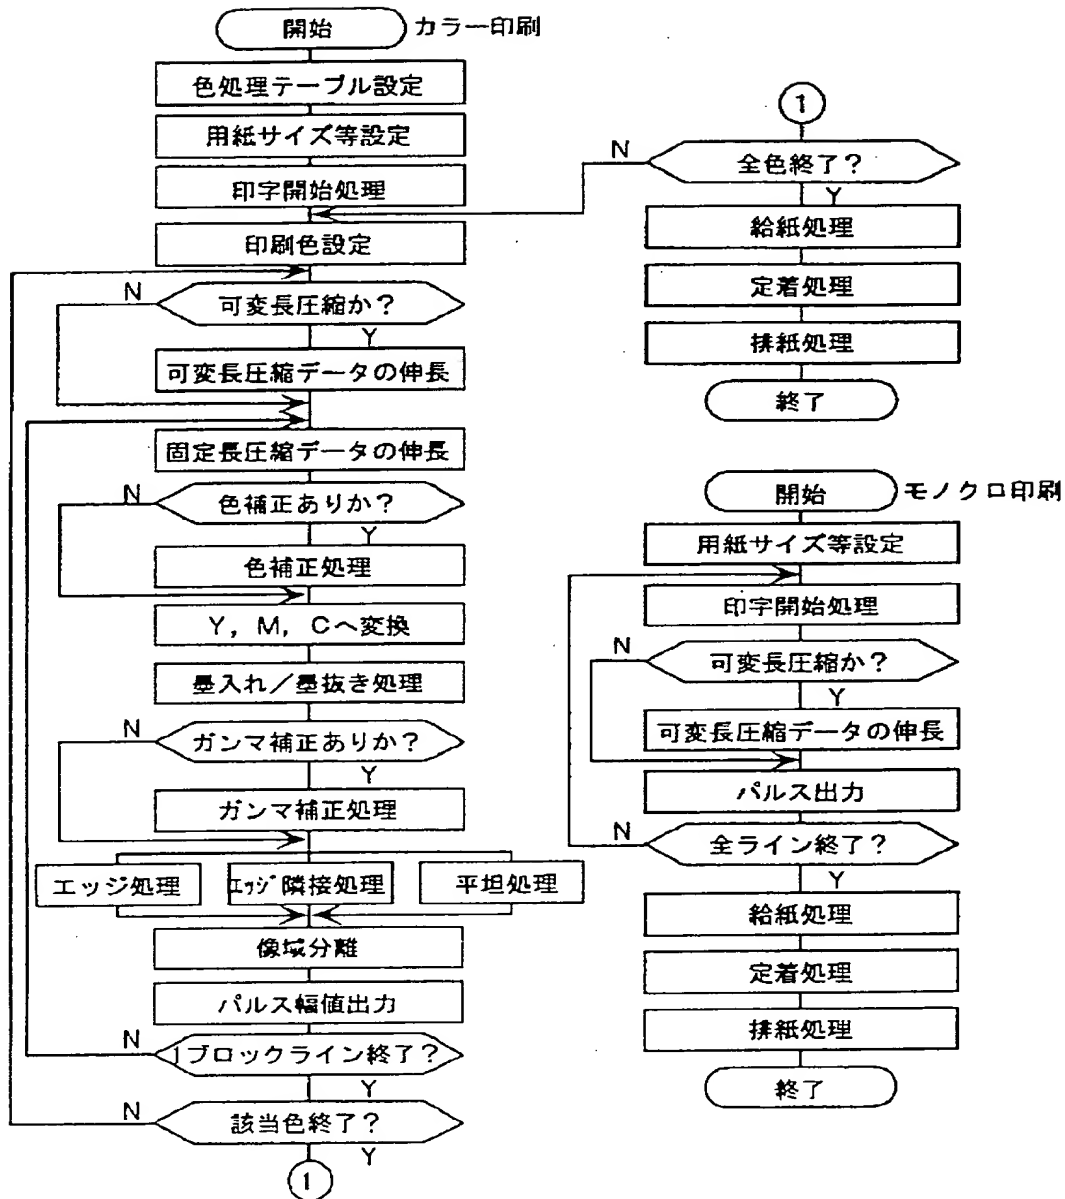 開始 カラー印刷
色処理テーブル設定
用紙サイズ等設定
印字開始処理
印刷色設定
N
可変長圧縮か?
Y
可変長圧縮データの伸長
固定長圧縮データの伸長
N
色補正ありか?
Y
色補正処理
Y, M, Cへ変換
墨入れ/墨抜き処理
N
ガンマ補正ありか?
Y
ガンマ補正処理
エッジ処理
エッジ隣接処理
平坦処理
像域分離
パルス幅値出力
N
1ブロックライン終了?
Y
N
該当色終了?
Y
1
1
N
全色終了?
Y
給紙処理
定着処理
排紙処理
終了
開始 モノクロ印刷
用紙サイズ等設定
印字開始処理
N
可変長圧縮か?
Y
可変長圧縮データの伸長
パルス出力
N
全ライン終了?
Y
給紙処理
定着処理
排紙処理
終了